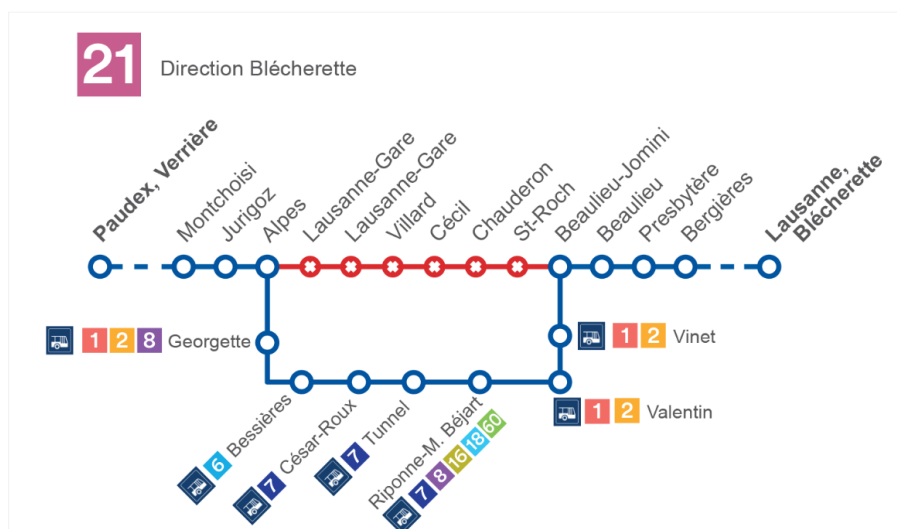 21 Direction Blécherette
Paudex, Verrière
Montchoisi
Jurigoz
Alpes
Lausanne-Gare
Lausanne-Gare
Villard
Cécil
Chauderon
St-Roch
Beaulieu-Jomini
Beaulieu
Presbytère
Bergières
Lausanne,
Blécherette
1 2 8 Georgette
1 2 Vinet
1 2 Valentin
6 Bessières
7 César-Roux
7 Tunnel
7 8 16 18 60
Riponne-M. Béjart